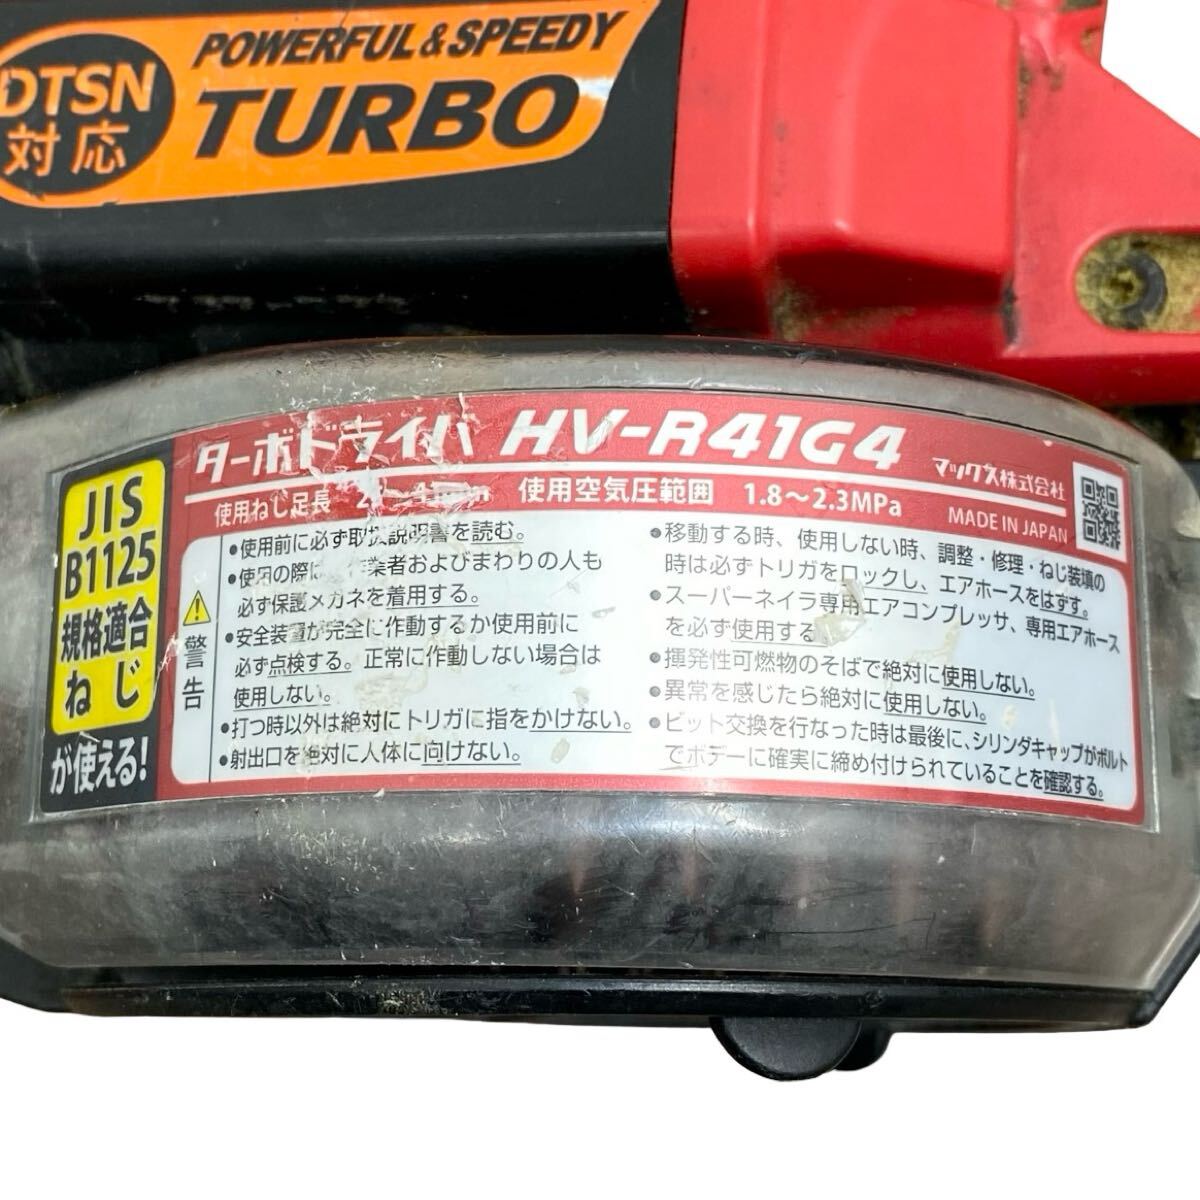 DTSN
対応
POWERFUL&SPEEDY
TURBO
JIS
B1125
規格適合
ねじ
が使える!
ターボドライバ HV-R41G4 マックス株式会社
使用ねじ足長 使用空気圧範囲 1.8〜2.3MPa MADE IN JAPAN
警告
•使用前に必ず取扱説明書を読む。
•使用の際は、作業者およびまわりの人も
必ず保護メガネを着用する。
•安全装置が完全に作動するか使用前に
必ず点検する。正常に作動しない場合は
使用しない。
•打つ時以外は絶対にトリガに指をかけない。
•射出口を絶対に人体に向けない。
•移動する時、使用しない時、調整・修理・ねじ装填の
時は必ずトリガをロックし、エアホースをはずす。
•スーパーネイラ専用エアコンプレッサ、専用エアホース
を必ず使用する。
•揮発性可燃物のそばで絶対に使用しない。
•異常を感じたら絶対に使用しない。
•ビット交換を行なった時は最後に、シリンダキャップがボルト
でボデーに確実に締め付けられていることを確認する。